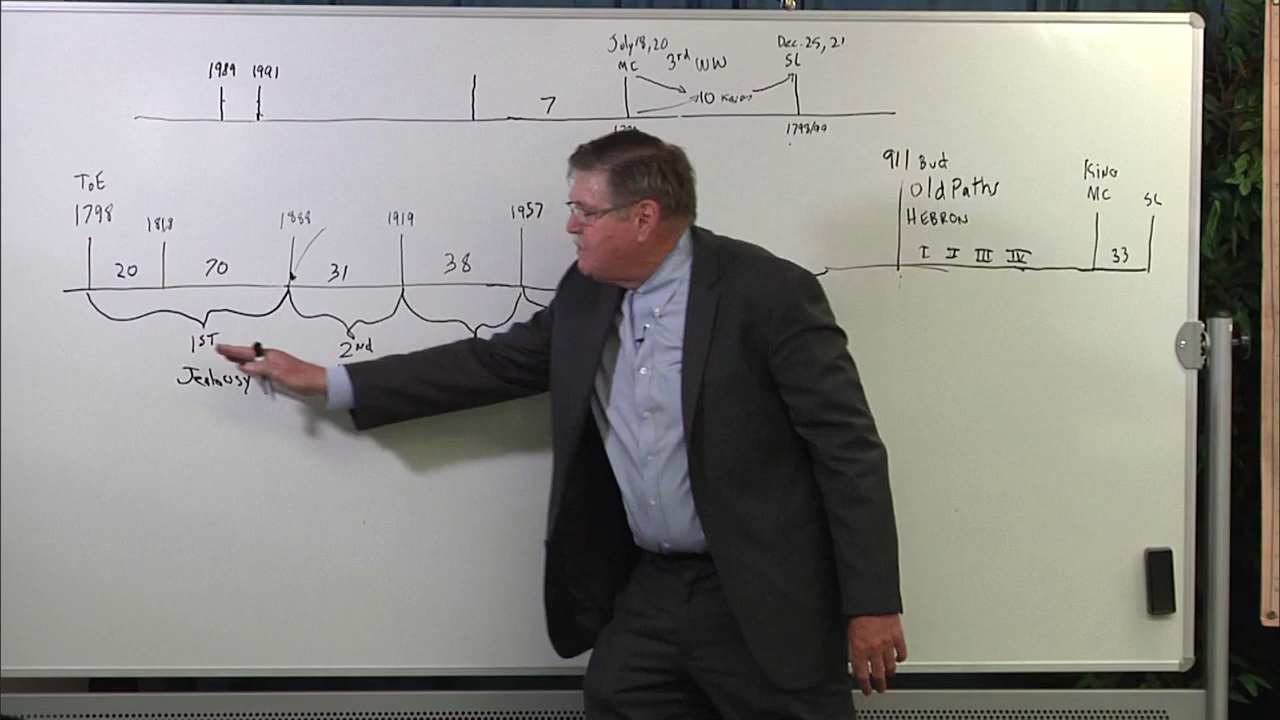 1989 1991
July 18, 20
MC
3rd WW
Dec. 25, 21
SL
7
10 Kings
1798/99
ToE
1798
1818
1888
1919
1957
20
70
31
38
1ST
2nd
Jealousy
911
Old Paths
HEBRON
I II III IV
King
MC
SL
33